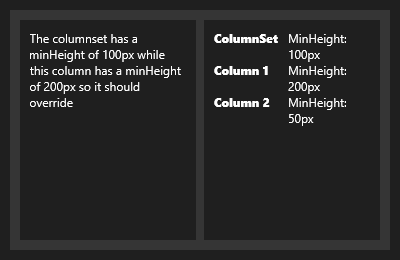 The columnset has a
minHeight of 100px while
this column has a minHeight
of 200px so it should
override
ColumnSet MinHeight:
100px
Column 1 MinHeight:
200px
Column 2 MinHeight:
50px